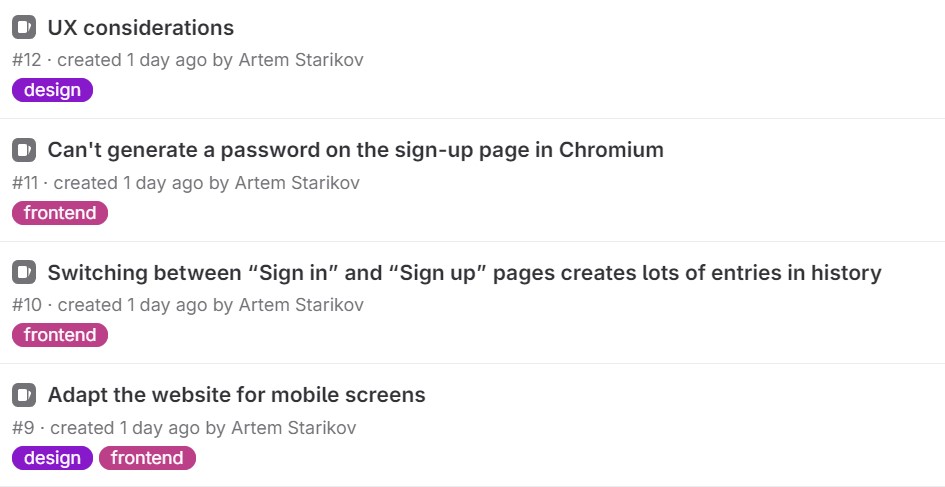 UX considerations
#12 · created 1 day ago by Artem Starikov
design
Can't generate a password on the sign-up page in Chromium
#11 · created 1 day ago by Artem Starikov
frontend
Switching between “Sign in” and “Sign up” pages creates lots of entries in history
#10 · created 1 day ago by Artem Starikov
frontend
Adapt the website for mobile screens
#9 · created 1 day ago by Artem Starikov
design frontend